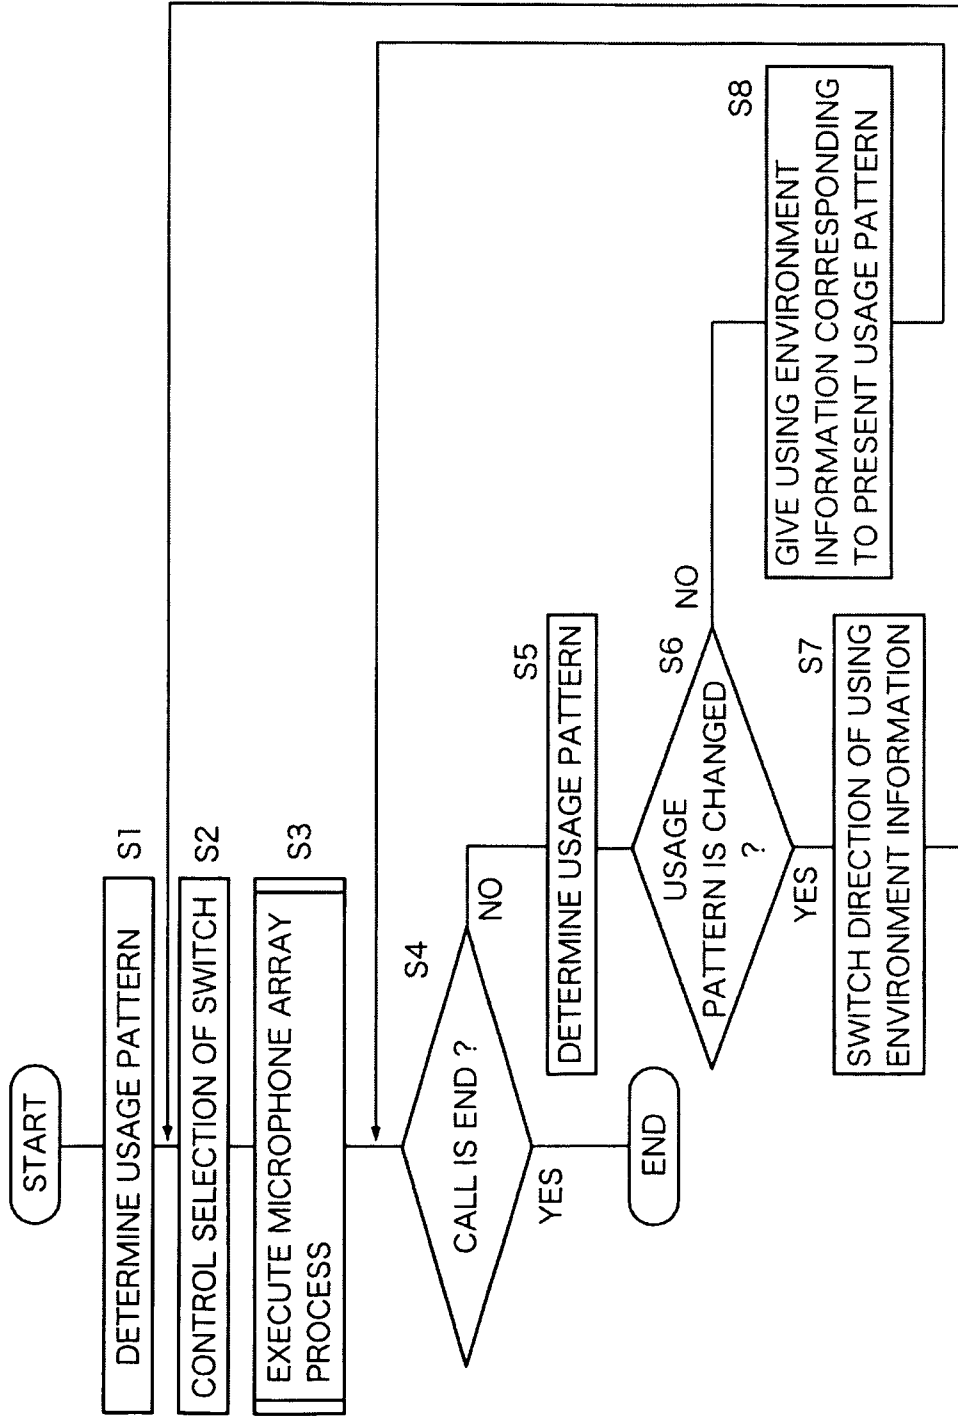 START
DETERMINE USAGE PATTERN
S1
CONTROL SELECTION OF SWITCH
S2
EXECUTE MICROPHONE ARRAY
PROCESS
S3
CALL IS END ?
S4
NO
YES
END
DETERMINE USAGE PATTERN
S5
USAGE
PATTERN IS CHANGED
?
S6
NO
YES
SWITCH DIRECTION OF USING
ENVIRONMENT INFORMATION
S7
GIVE USING ENVIRONMENT
INFORMATION CORRESPONDING
TO PRESENT USAGE PATTERN
S8